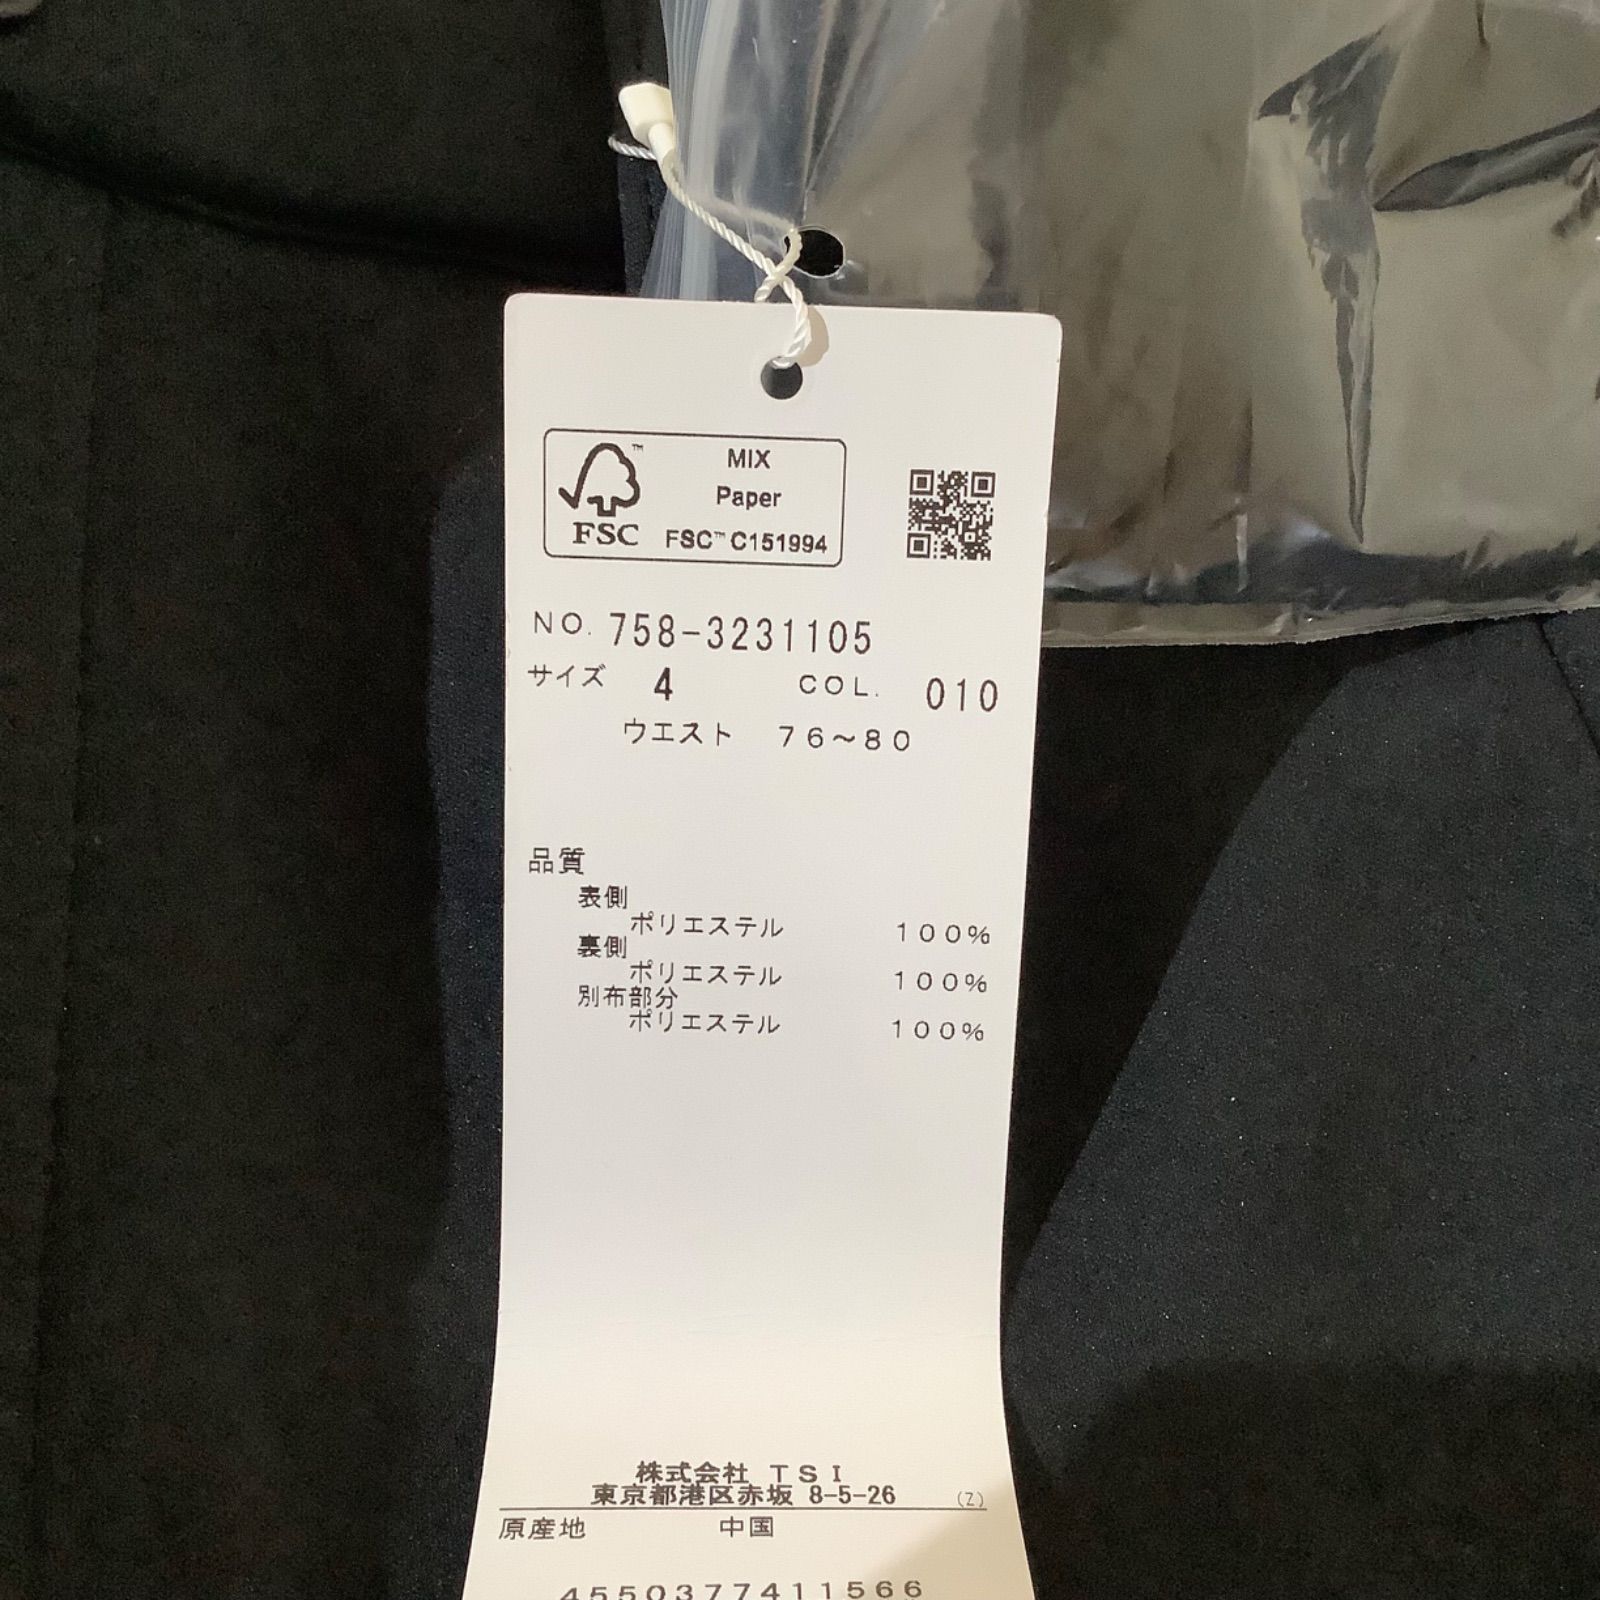 MIX
Paper
FSC™ C151994
FSC™
NO. 758-3231105
サイズ 4 COL. 010
ウエスト 76～80
品質
表側
ポリエステル 100%
裏側
ポリエステル 100%
別布部分
ポリエステル 100%
株式会社 TSI
東京都港区赤坂 8-5-26 (Z)
原産地 中国
4550377411566